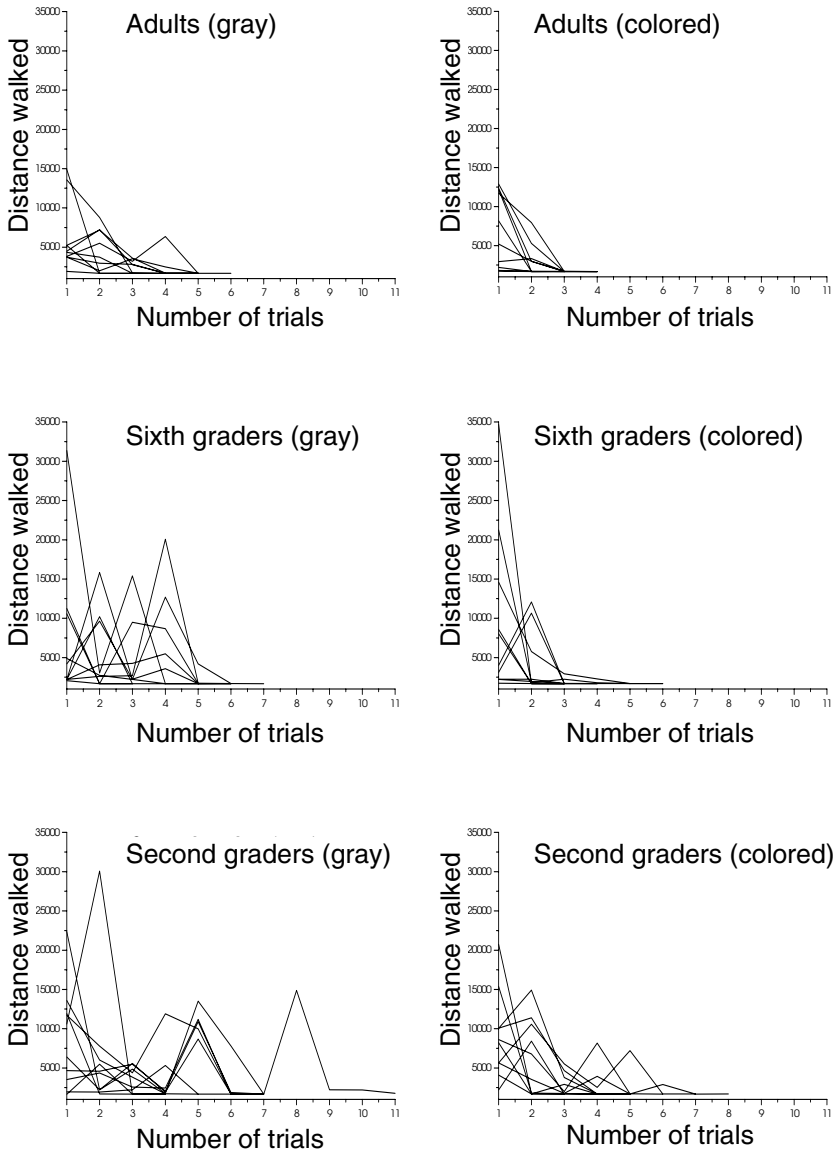 Adults (gray)
Distance walked
35000
30000
25000
20000
15000
10000
5000
1 2 3 4 5 6 7 8 9 10 11
Number of trials
Adults (colored)
Distance walked
35000
30000
25000
20000
15000
10000
5000
1 2 3 4 5 6 7 8 9 10 11
Number of trials
Sixth graders (gray)
Distance walked
35000
30000
25000
20000
15000
10000
5000
1 2 3 4 5 6 7 8 9 10 11
Number of trials
Sixth graders (colored)
Distance walked
35000
30000
25000
20000
15000
10000
5000
1 2 3 4 5 6 7 8 9 10 11
Number of trials
Second graders (gray)
Distance walked
35000
30000
25000
20000
15000
10000
5000
1 2 3 4 5 6 7 8 9 10 11
Number of trials
Second graders (colored)
Distance walked
35000
30000
25000
20000
15000
10000
5000
1 2 3 4 5 6 7 8 9 10 11
Number of trials